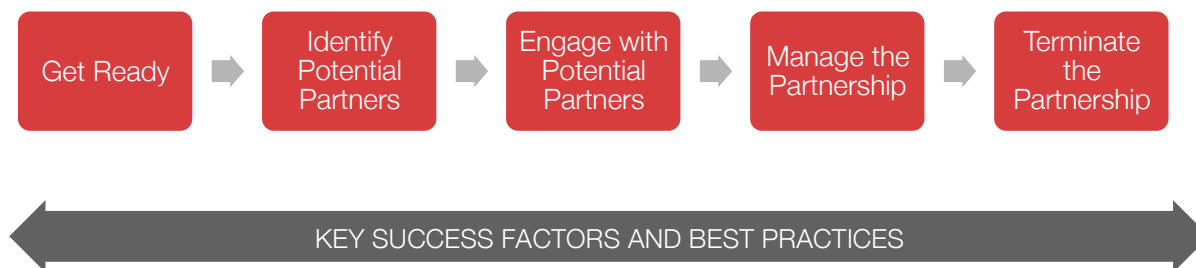 Get Ready
Identify
Potential
Partners
Engage with
Potential
Partners
Manage the
Partnership
Terminate
the
Partnership
KEY SUCCESS FACTORS AND BEST PRACTICES